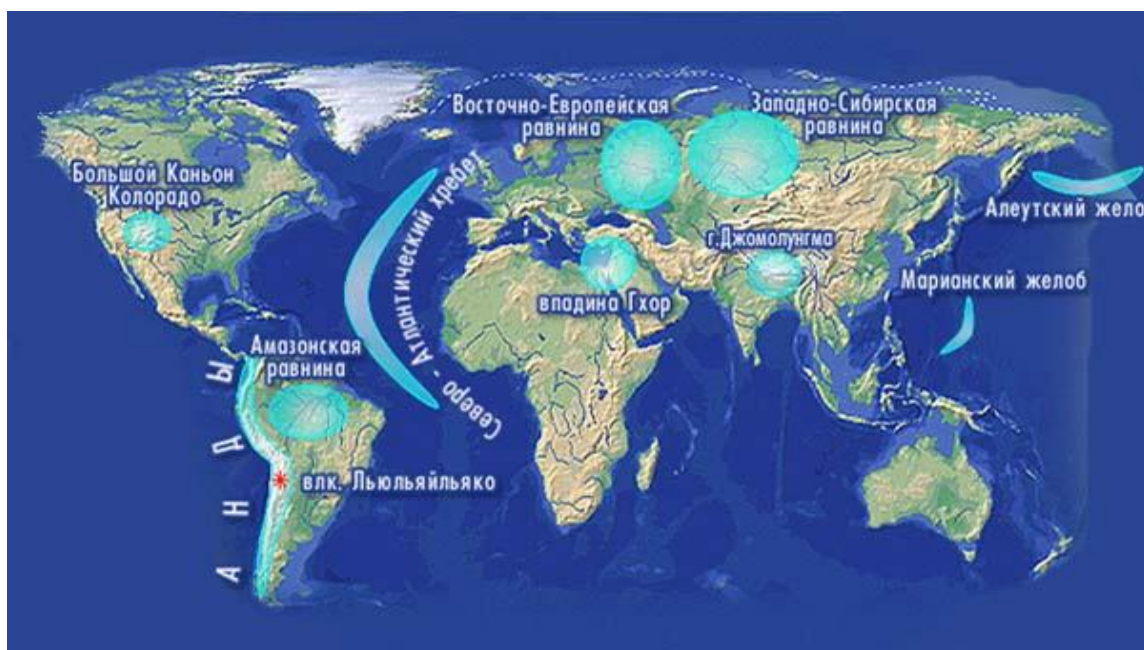 Восточно-Европейская
равнина
Западно-Сибирская
равнина
Большой Каньон
Колорадо
Алеутский жело
г.Джомолунгма
Северо - Атлантический хребет
впадина Гхор
Марианский желоб
Амазонская
равнина
АНДЫ
влк. Льюльяйльяко